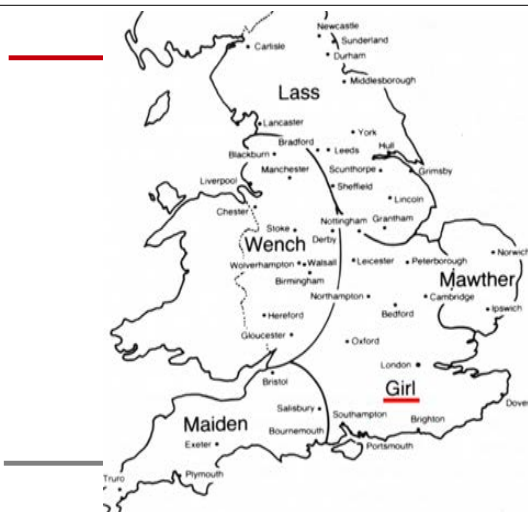 Newcastle
Sunderland
Carlisle
Durham
Middlesborough
Lass
Lancaster
York
Bradford
Leeds
Hull
Blackburn
Manchester
Scunthorpe
Grimsby
Liverpool
Sheffield
Lincoln
Chester
Nottingham
Grantham
Stoke
Derby
Wench
Norwich
Wolverhampton
Walsall
Leicester
Peterborough
Birmingham
Mawther
Northampton
Cambridge
Ipswich
Hereford
Bedford
Gloucester
Oxford
London
Bristol
Girl
Dove
Salisbury
Southampton
Maiden
Brighton
Bournemouth
Exeter
Portsmouth
Plymouth
Truro